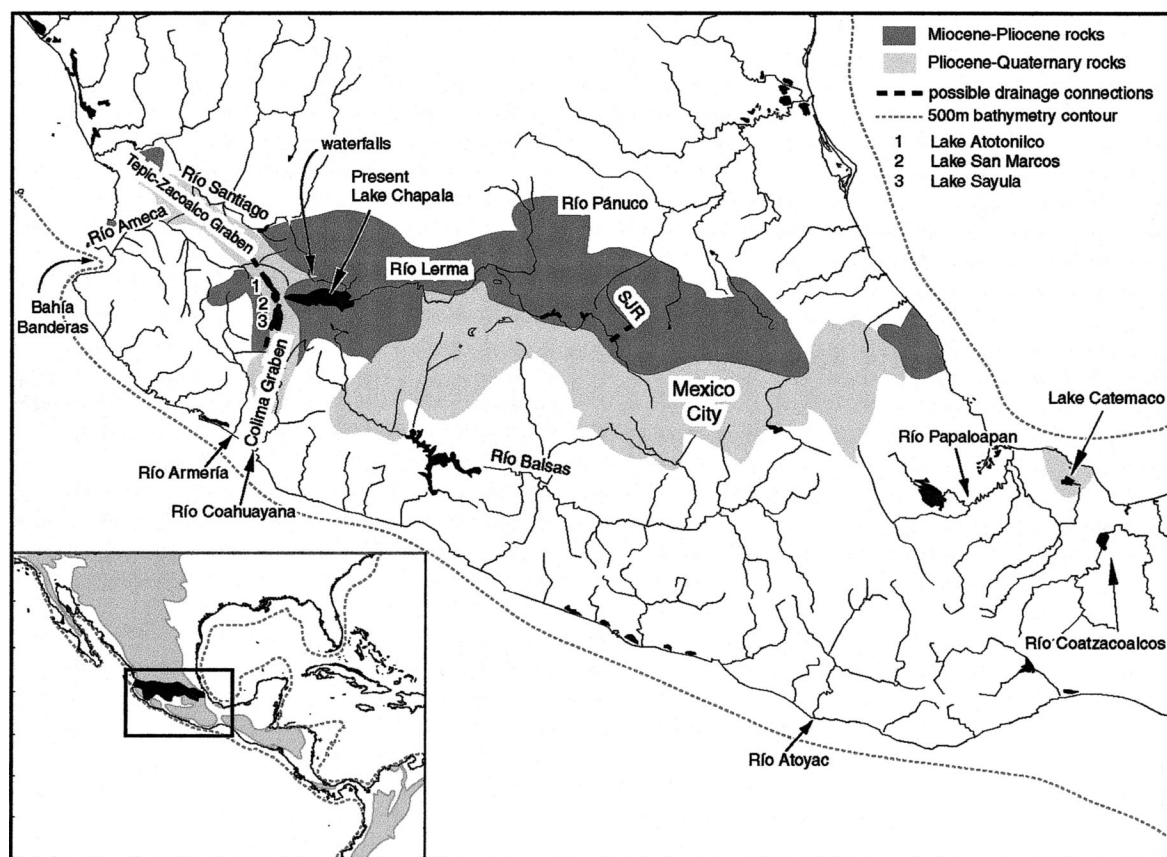 Miocene-Pliocene rocks
Pliocene-Quaternary rocks
possible drainage connections
500m bathymetry contour
1 Lake Atotonilco
2 Lake San Marcos
3 Lake Sayula
waterfalls
Present
Lake Chapala
Tepic-Zacoalco Graben
Río Santiago
Río Ameca
Río Pánuco
Río Lerma
1
2
3
SJR
Bahía
Banderas
Colima Graben
Mexico
City
Lake Catemaco
Río Papaloapan
Río Armería
Río Balsas
Río Coahuayana
Río Coatzacoalcos
Río Atoyac